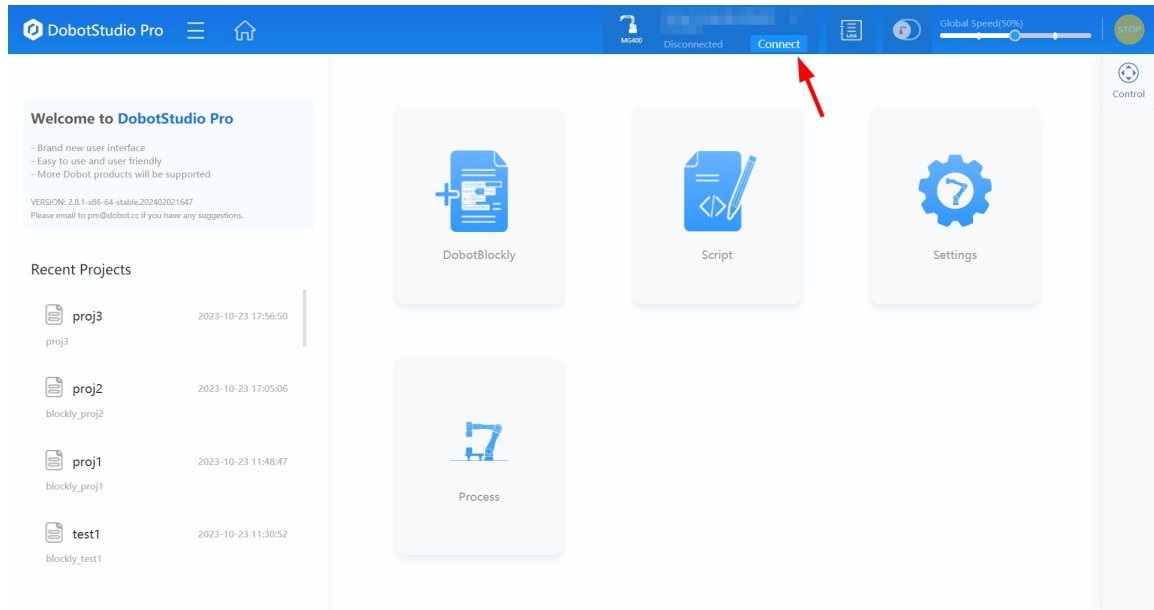 DobotStudio Pro
MG400
Disconnected
Connect
LOG
Global Speed(50%)
STOP
Control
Welcome to DobotStudio Pro
- Brand new user interface
- Easy to use and user friendly
- More Dobot products will be supported
VERSION: 2.8.1-x86-64-stable.202402021647
Please email to pm@dobot.cc if you have any suggestions.
Recent Projects
proj3 2023-10-23 17:56:50
proj3
proj2 2023-10-23 17:05:06
blockly_proj2
proj1 2023-10-23 11:48:47
blockly_proj1
test1 2023-10-23 11:30:52
blockly_test1
DobotBlockly
Script
Settings
Process